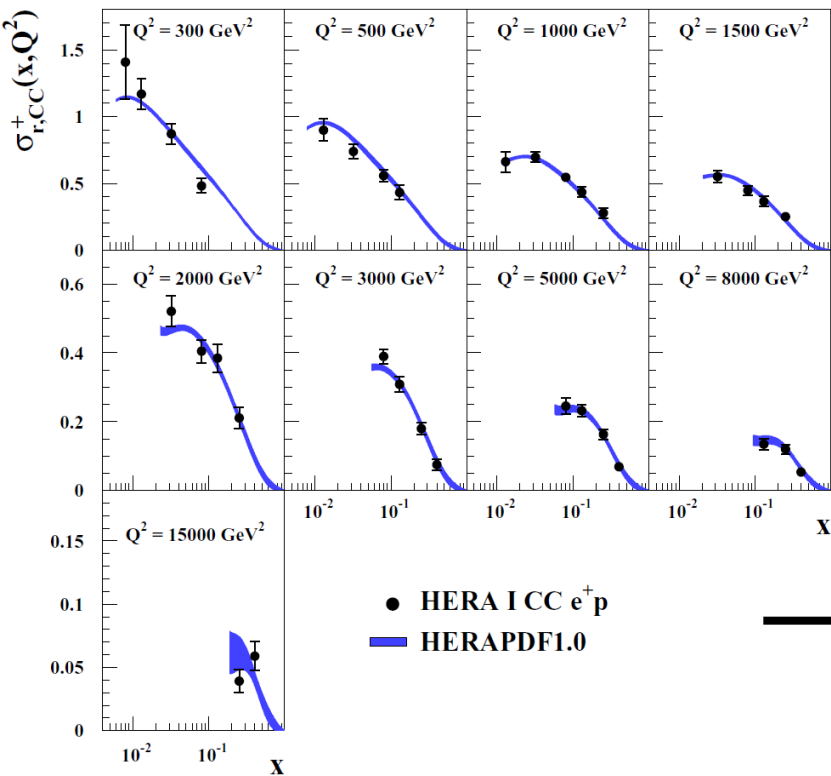 σ⁺r,CC(x,Q²)
Q² = 300 GeV²
Q² = 500 GeV²
Q² = 1000 GeV²
Q² = 1500 GeV²
1.5
1
0.5
0
Q² = 2000 GeV²
Q² = 3000 GeV²
Q² = 5000 GeV²
Q² = 8000 GeV²
0.6
0.4
0.2
0
10⁻² 10⁻¹ 10⁻² 10⁻¹ 10⁻² 10⁻¹
x
Q² = 15000 GeV²
0.15
0.1
0.05
0
HERA I CC e⁺p
HERAPDF1.0
10⁻² 10⁻¹
x